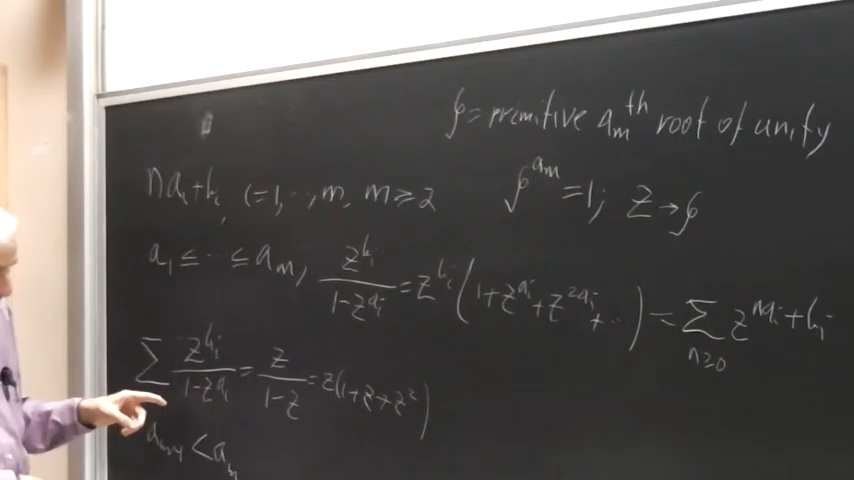 ζ = primitive a_m^th root of unity
na_i + b_i, i = 1, ..., m, m ≥ 2
ζ^{a_m} = 1; z → ζ
a_1 ≤ ... ≤ a_m, z^{b_i}/(1 - z^{a_i}) = z^{b_i}(1 + z^{a_i} + z^{2a_i} + ...) = Σ_{n≥0} z^{na_i + b_i}
Σ z^{b_i}/(1 - z^{a_i}) = z/(1 - z) = z(1 + z + z^2)
a_{m-1} < a_m